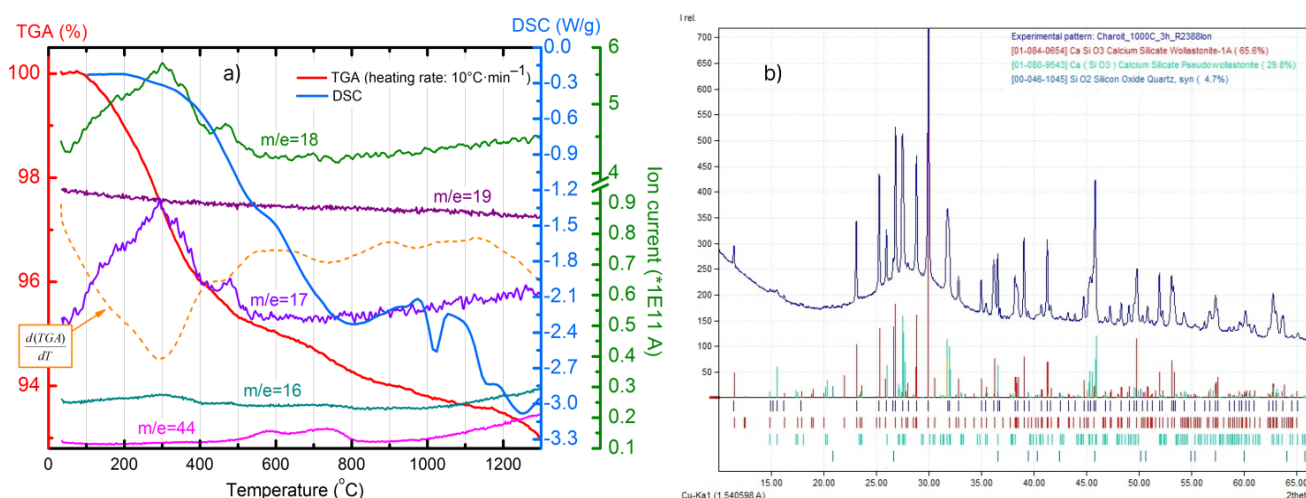 TGA (%)
DSC (W/g)
a)
TGA (heating rate: 10°C·min⁻¹)
DSC
100
98
96
94
0.0
-0.3
-0.6
-0.9
-1.2
-1.5
-1.8
-2.1
-2.4
-2.7
-3.0
-3.3
6
5
4
0.9
0.8
0.7
0.6
0.5
0.4
0.3
0.2
0.1
Ion current (*1E11 A)
m/e=18
m/e=19
m/e=17
m/e=16
m/e=44
d(TGA)
dT
0
200
400
600
800
1000
1200
Temperature (°C)
I rel.
b)
Experimental pattern: Charoit_1000C_3h_R2388Ion
[01-084-0654] Ca Si O3 Calcium Silicate Wollastonite-1A ( 65.6%)
[01-080-9543] Ca ( Si O3 ) Calcium Silicate Pseudowollastonite ( 29.8%)
[00-046-1045] Si O2 Silicon Oxide Quartz, syn ( 4.7%)
700
650
600
550
500
450
400
350
300
250
200
150
100
50
15.00
20.00
25.00
30.00
35.00
40.00
45.00
50.00
55.00
60.00
65.00
Cu-Ka1 (1.540598 A)
2theta